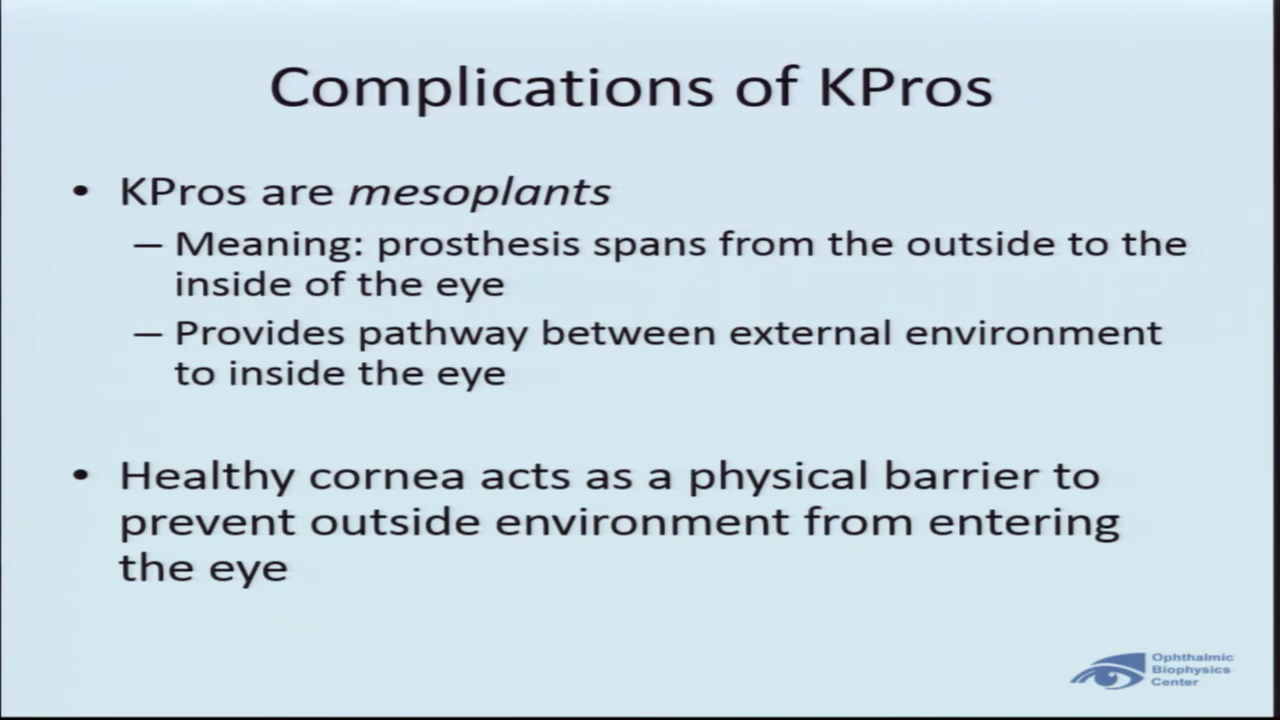 Complications of KPros
• KPros are mesoplants
– Meaning: prosthesis spans from the outside to the
inside of the eye
– Provides pathway between external environment
to inside the eye
• Healthy cornea acts as a physical barrier to
prevent outside environment from entering
the eye
Ophthalmic
Biophysics
Center